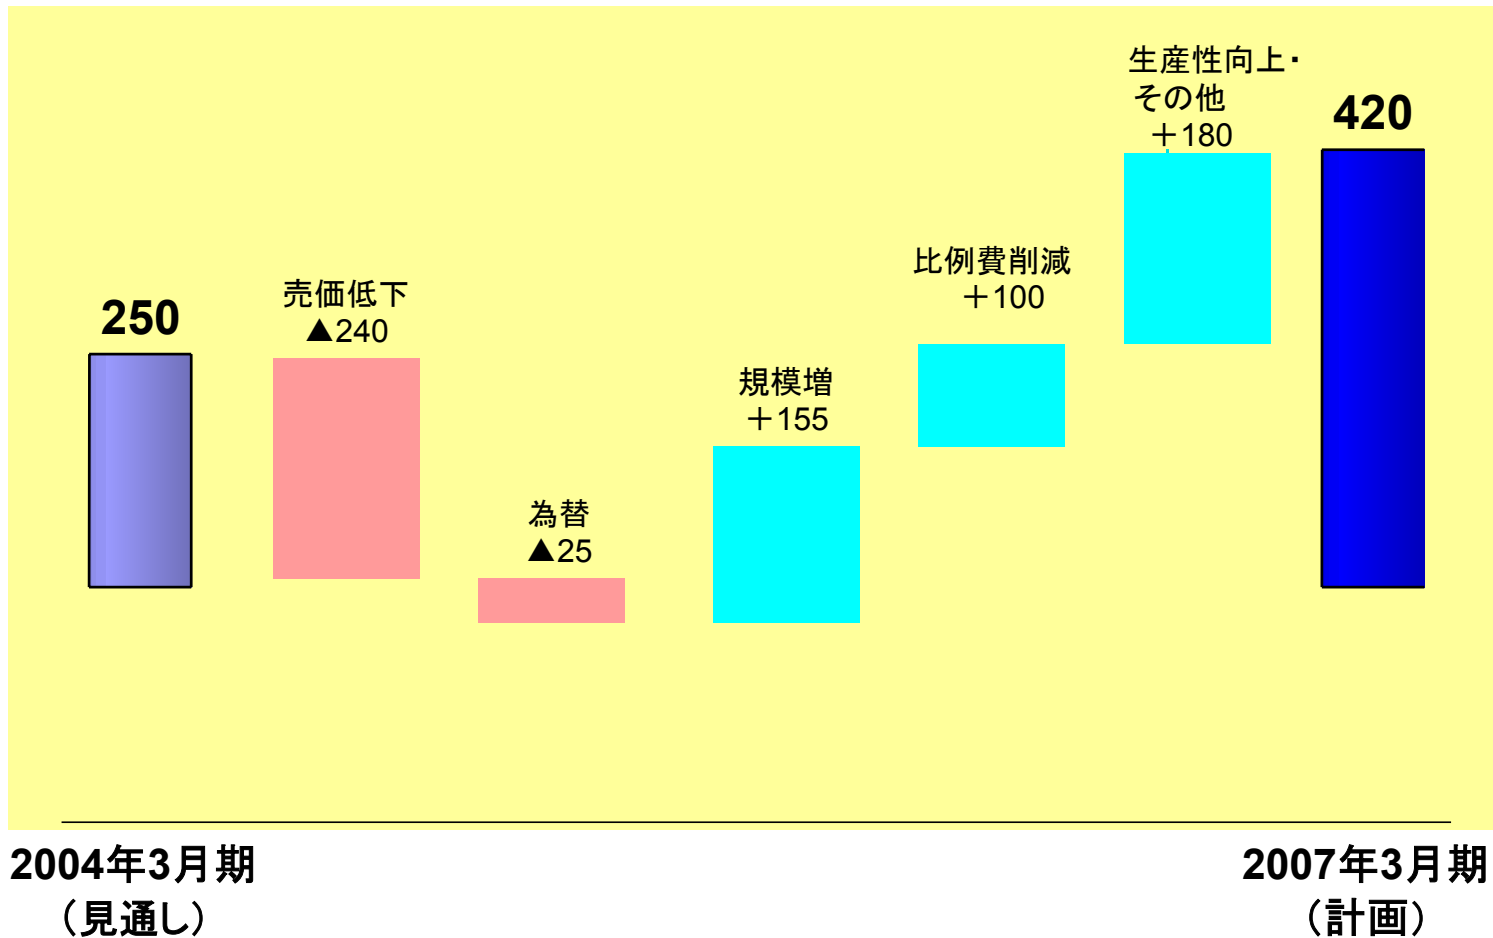 250
売価低下
▲240
為替
▲25
規模増
＋155
比例費削減
＋100
生産性向上・
その他
＋180
420
2004年3月期
（見通し）
2007年3月期
（計画）